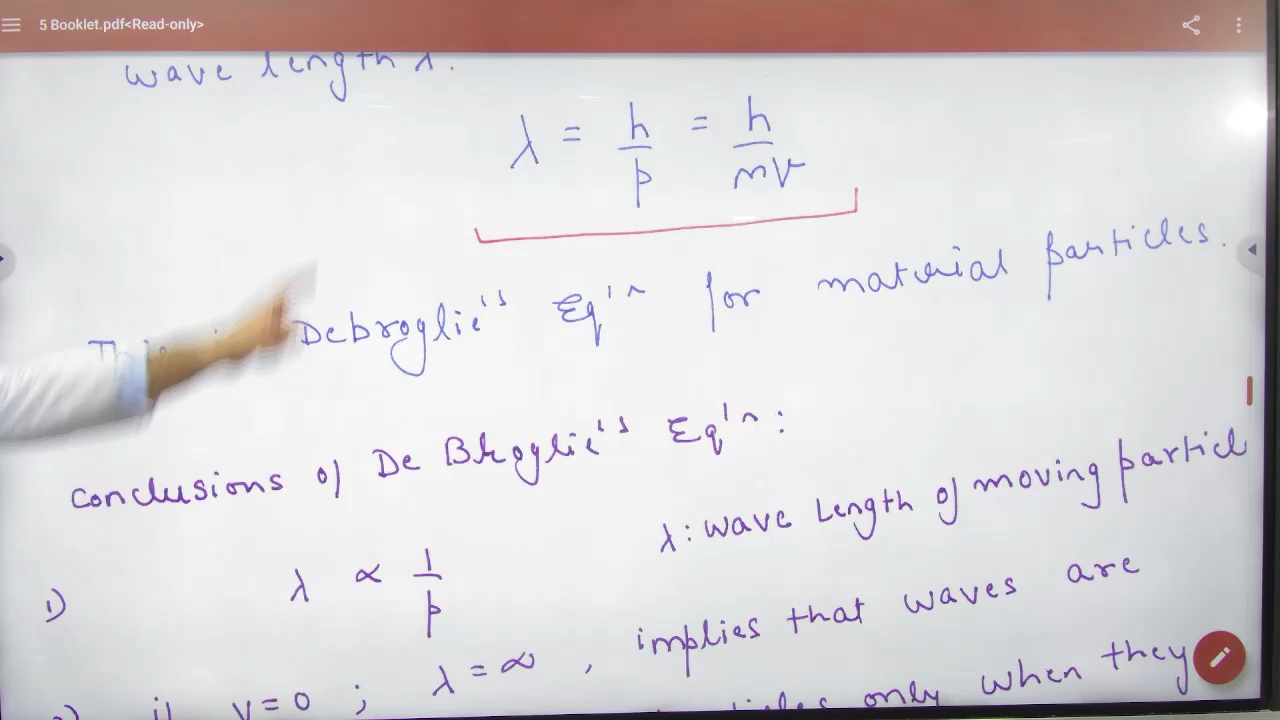 5 Booklet.pdf<Read-only>
wave length λ.
λ = h/p = h/mv
Debroglie's Eq'n for material particles.
Conclusions of De Broglie's Eq'n:
λ: wave Length of moving particl
1) λ ∝ 1/p
if v=0 ; λ=∞ , implies that waves are
only when they